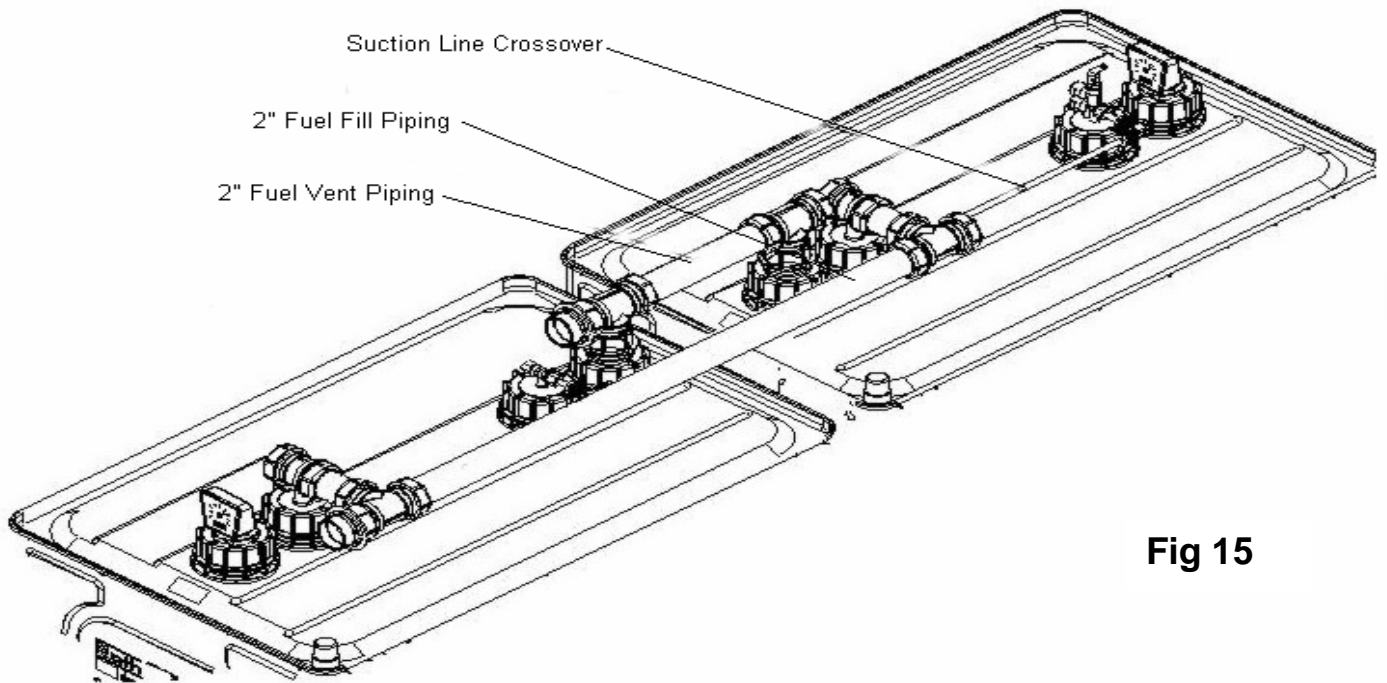 Suction Line Crossover
2" Fuel Fill Piping
2" Fuel Vent Piping
Fig 15